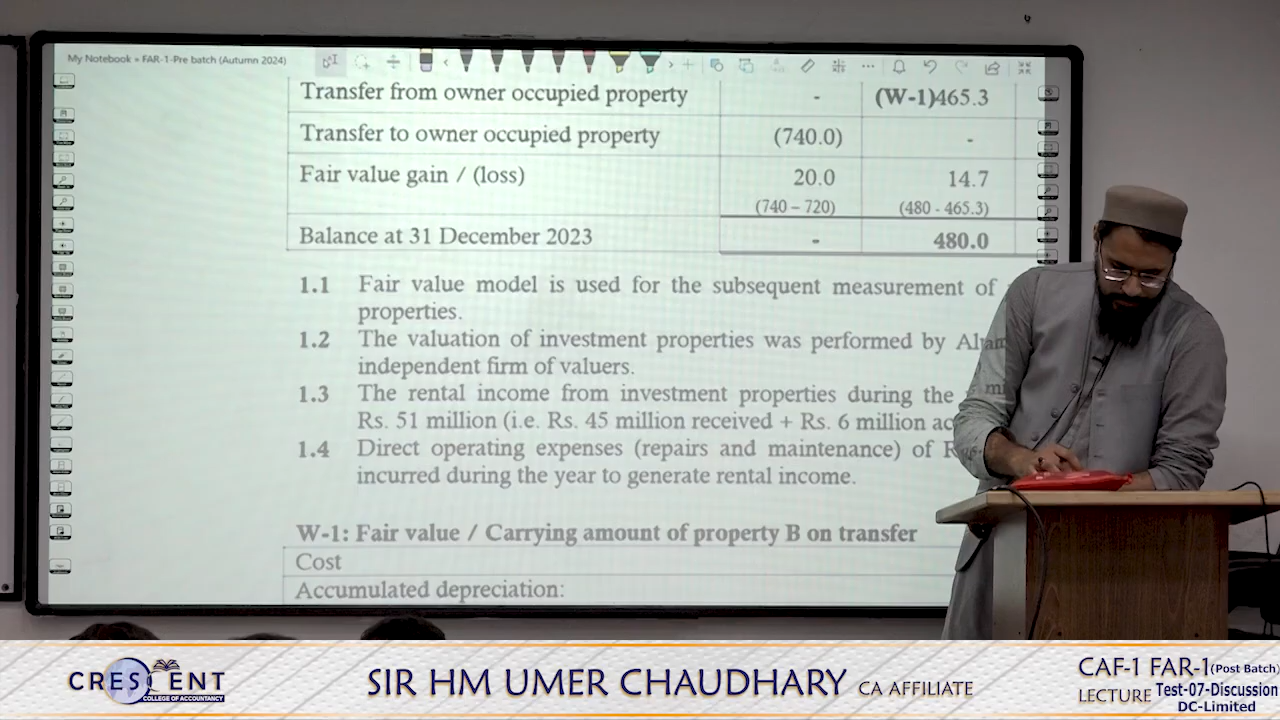 My Notebook » FAR-1-Pre batch (Autumn 2024)
Transfer from owner occupied property - (W-1)465.3
Transfer to owner occupied property (740.0) -
Fair value gain / (loss) 20.0 14.7
(740 – 720) (480 - 465.3)
Balance at 31 December 2023 - 480.0
1.1 Fair value model is used for the subsequent measurement of
properties.
1.2 The valuation of investment properties was performed by
independent firm of valuers.
1.3 The rental income from investment properties during the
Rs. 51 million (i.e. Rs. 45 million received + Rs. 6 million
1.4 Direct operating expenses (repairs and maintenance) of
incurred during the year to generate rental income.
W-1: Fair value / Carrying amount of property B on transfer
Cost
Accumulated depreciation:
CRESCENT
COLLEGE OF ACCOUNTANCY
SIR HM UMER CHAUDHARY CA AFFILIATE
CAF-1 FAR-1(Post Batch)
LECTURE Test-07-Discussion
DC-Limited